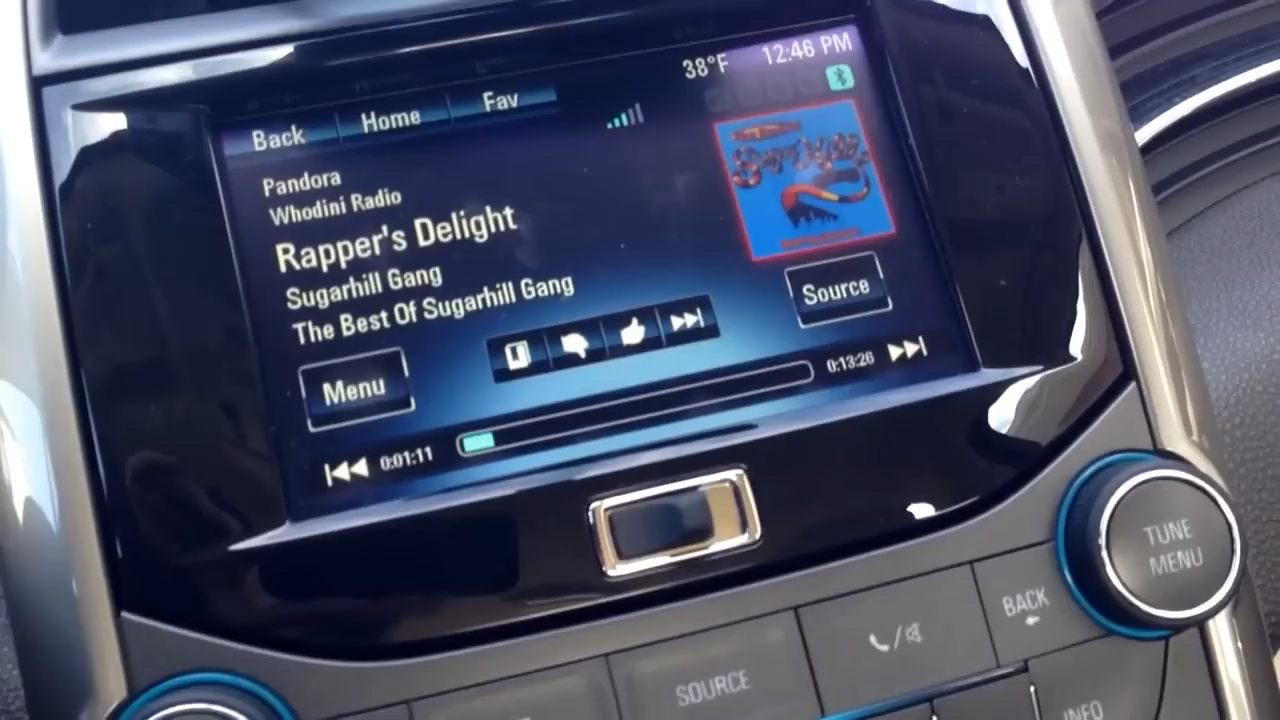 38°F 12:46 PM
Back Home Fav
Pandora
Whodini Radio
Rapper's Delight
Sugarhill Gang
The Best Of Sugarhill Gang
Source
Menu
0:01:11
0:13:26
TUNE
MENU
BACK
SOURCE
INFO